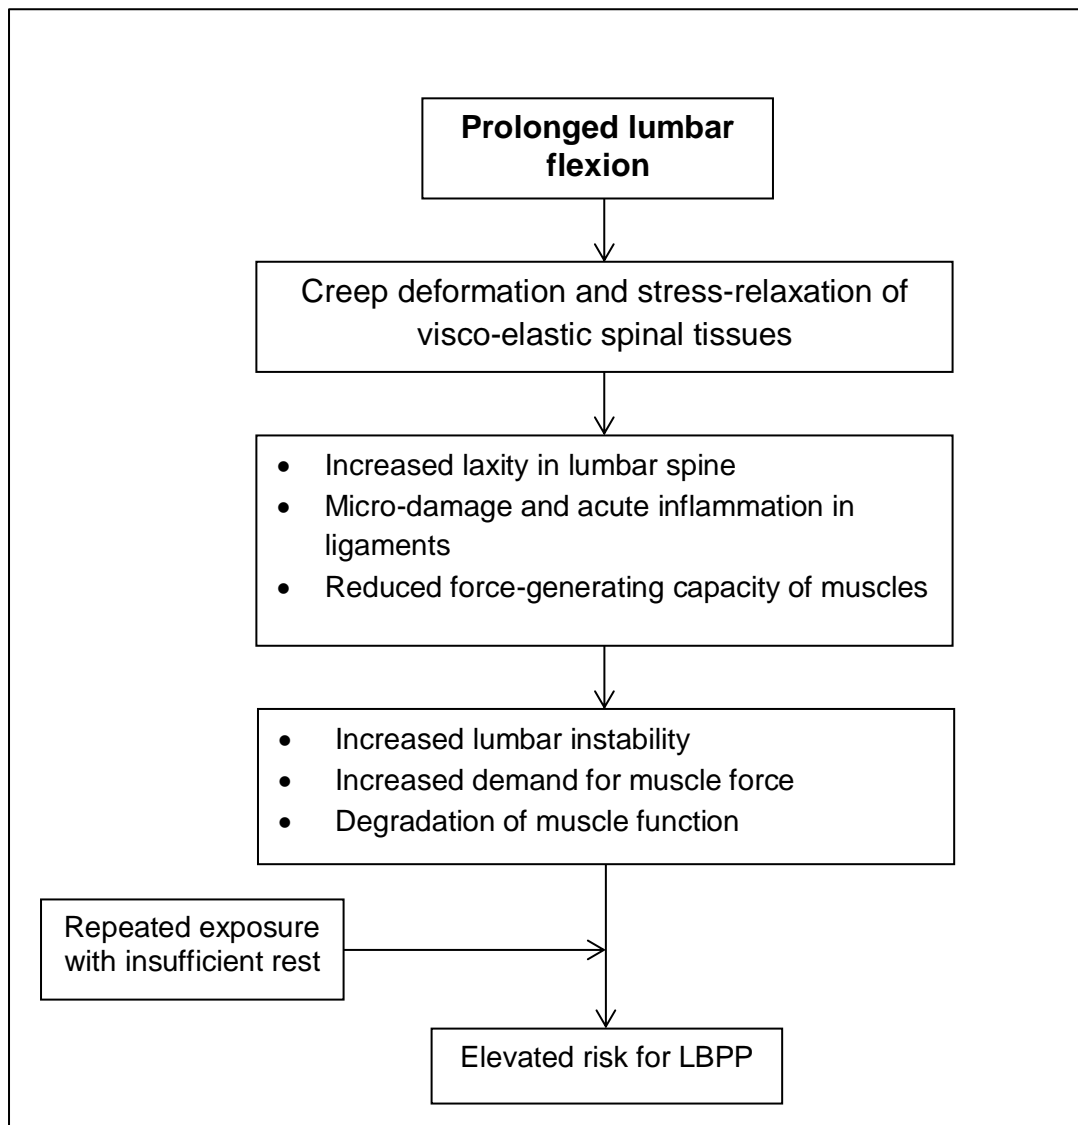 Prolonged lumbar
flexion
Creep deformation and stress-relaxation of
visco-elastic spinal tissues
• Increased laxity in lumbar spine
• Micro-damage and acute inflammation in
ligaments
• Reduced force-generating capacity of muscles
• Increased lumbar instability
• Increased demand for muscle force
• Degradation of muscle function
Repeated exposure
with insufficient rest
Elevated risk for LBPP